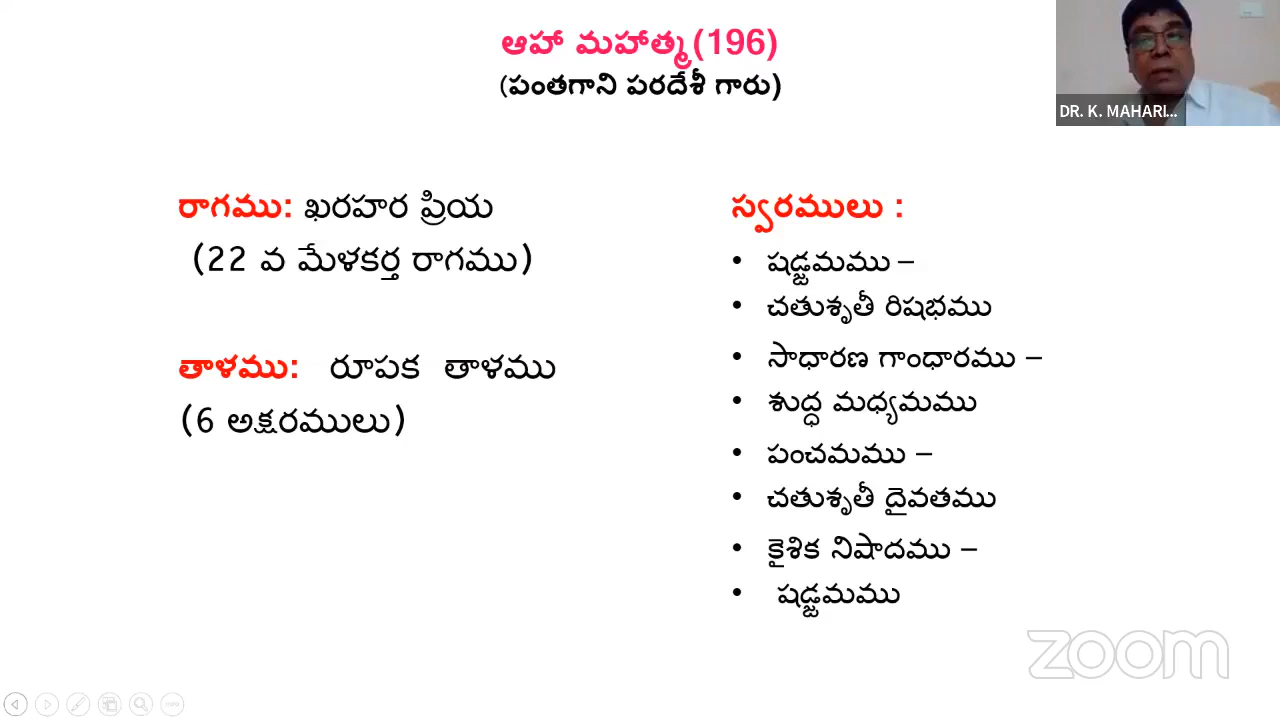 ఆహా మహాత్మ(196)
(పంతగాని పరదేశీ గారు)
DR. K. MAHARI...
రాగము: ఖరహర ప్రియ
(22 వ మేళకర్త రాగము)
తాళము: రూపక తాళము
(6 అక్షరములు)
స్వరములు :
• షడ్జమము –
• చతుశృతీ రిషభము
• సాధారణ గాంధారము –
• శుద్ధ మధ్యమము
• పంచమము –
• చతుశృతీ దైవతము
• కైశిక నిషాదము –
• షడ్జమము
zoom